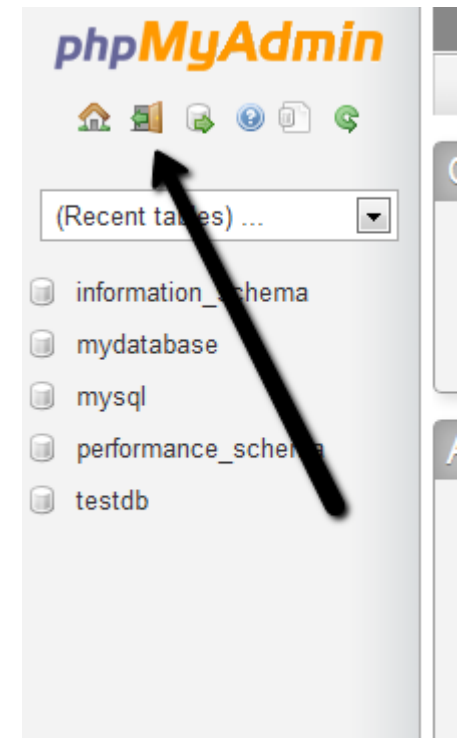 phpMyAdmin
(Recent tables) ...
information_schema
mydatabase
mysql
performance_schema
testdb